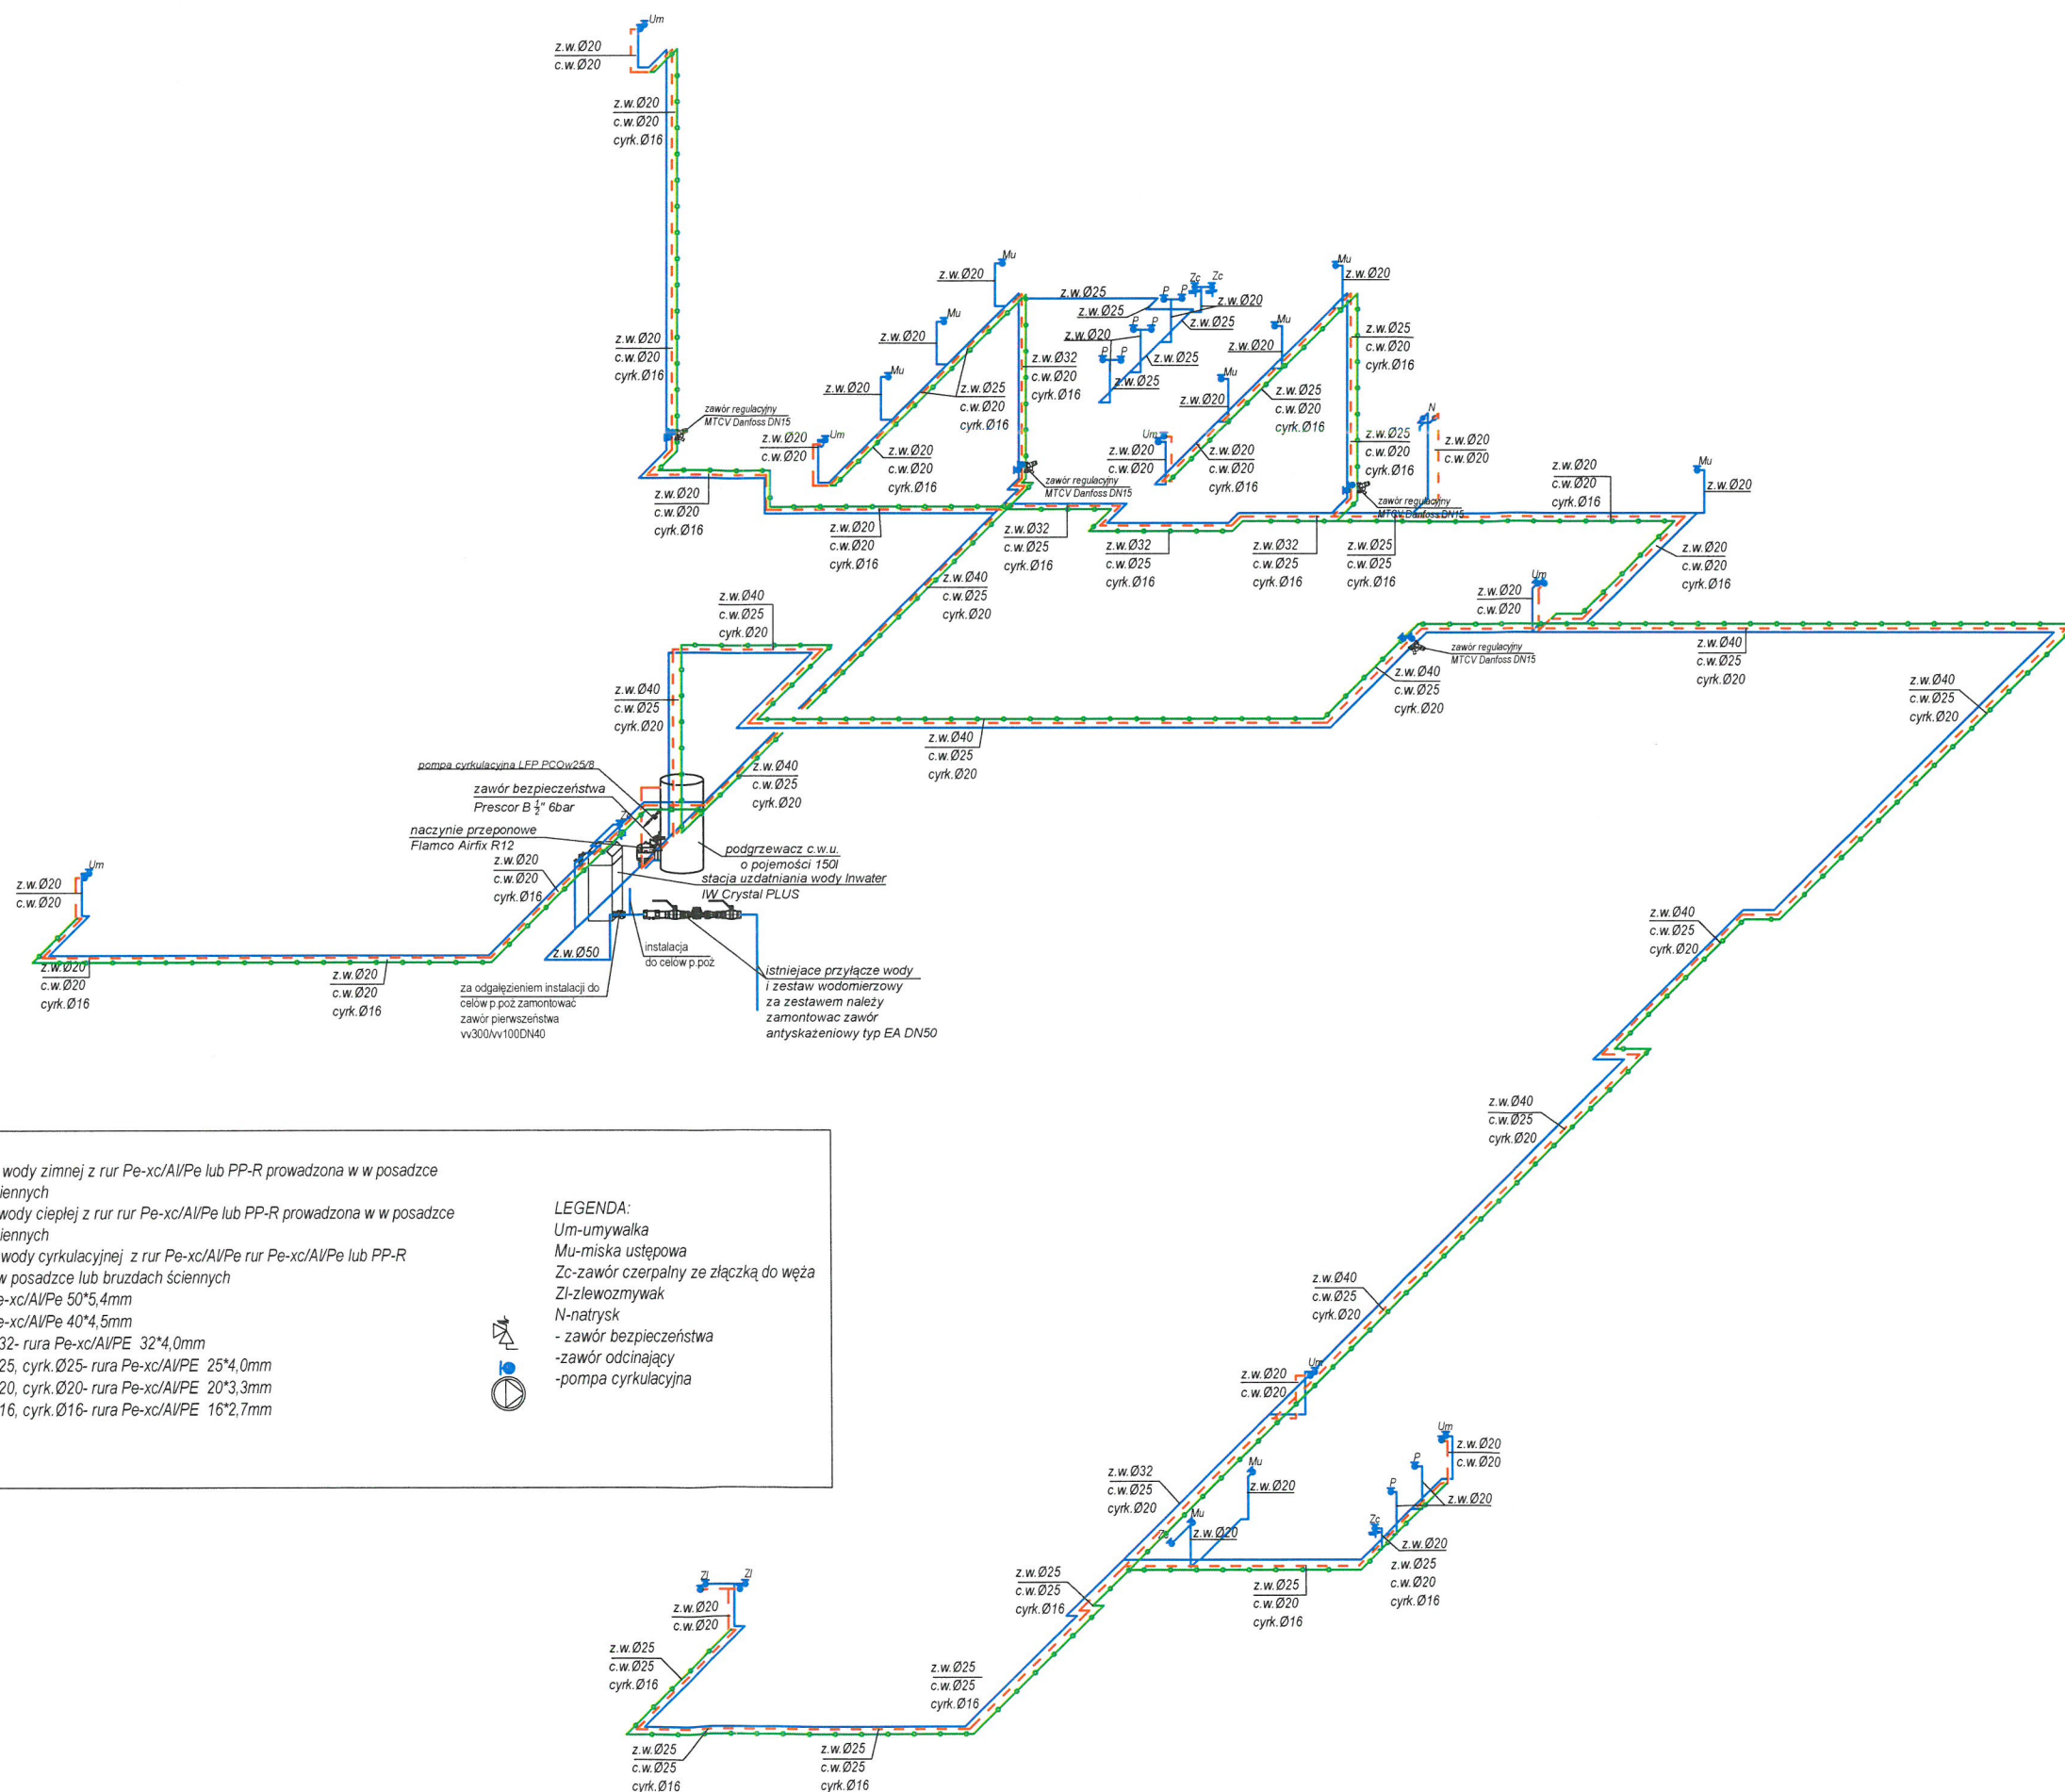 Um
z.w.Ø20
c.w.Ø20
z.w.Ø20
c.w.Ø20
cyrk.Ø16
z.w.Ø20
c.w.Ø20
cyrk.Ø16
zawór regulacyjny
MTCV Danfoss DN15
z.w.Ø20
c.w.Ø20
cyrk.Ø16
Mu
z.w.Ø20
Mu
z.w.Ø20
Mu
z.w.Ø20
Um
z.w.Ø20
c.w.Ø20
z.w.Ø20
c.w.Ø20
cyrk.Ø16
z.w.Ø25
c.w.Ø20
cyrk.Ø16
z.w.Ø32
c.w.Ø20
cyrk.Ø16
zawór regulacyjny
MTCV Danfoss DN15
z.w.Ø25
z.w.Ø25
P
P
Zc
Zc
z.w.Ø20
z.w.Ø25
P
P
z.w.Ø20
z.w.Ø25
P
P
z.w.Ø25
Mu
z.w.Ø20
Mu
z.w.Ø20
Mu
z.w.Ø20
Um
z.w.Ø20
c.w.Ø20
z.w.Ø20
c.w.Ø20
cyrk.Ø16
z.w.Ø25
c.w.Ø20
cyrk.Ø16
z.w.Ø25
c.w.Ø20
cyrk.Ø16
z.w.Ø25
c.w.Ø20
cyrk.Ø16
N
z.w.Ø20
c.w.Ø20
zawór regulacyjny
MTCV Danfoss DN15
z.w.Ø20
c.w.Ø20
cyrk.Ø16
Mu
z.w.Ø20
z.w.Ø20
c.w.Ø20
cyrk.Ø16
z.w.Ø32
c.w.Ø25
cyrk.Ø16
z.w.Ø32
c.w.Ø25
cyrk.Ø16
z.w.Ø32
c.w.Ø25
cyrk.Ø16
z.w.Ø25
c.w.Ø25
cyrk.Ø16
z.w.Ø20
c.w.Ø20
cyrk.Ø16
Um
z.w.Ø20
c.w.Ø20
z.w.Ø40
c.w.Ø25
cyrk.Ø20
z.w.Ø40
c.w.Ø25
cyrk.Ø20
z.w.Ø40
c.w.Ø25
cyrk.Ø20
zawór regulacyjny
MTCV Danfoss DN15
z.w.Ø40
c.w.Ø25
cyrk.Ø20
z.w.Ø40
c.w.Ø25
cyrk.Ø20
z.w.Ø40
c.w.Ø25
cyrk.Ø20
z.w.Ø40
c.w.Ø25
cyrk.Ø20
z.w.Ø40
c.w.Ø25
cyrk.Ø20
pompa cyrkulacyjna LFP PCOw25/8
zawór bezpieczeństwa
Prescor B ½" 6bar
naczynie przeponowe
Flamco Airfix R12
z.w.Ø20
c.w.Ø20
cyrk.Ø16
podgrzewacz c.w.u.
o pojemości 150l
stacja uzdatniania wody Inwater
IW Crystal PLUS
Um
z.w.Ø20
c.w.Ø20
z.w.Ø20
c.w.Ø20
cyrk.Ø16
z.w.Ø20
c.w.Ø20
cyrk.Ø16
z.w.Ø50
instalacja
do celów p.poż
za odgałęzieniem instalacji do
celów p.poż zamontować
zawór pierwszeństwa
vv300/vv100DN40
istniejace przyłącze wody
i zestaw wodomierzowy
za zestawem należy
zamontowac zawór
antyskażeniowy typ EA DN50
z.w.Ø40
c.w.Ø25
cyrk.Ø20
z.w.Ø40
c.w.Ø25
cyrk.Ø20
z.w.Ø40
c.w.Ø25
cyrk.Ø20
wody zimnej z rur Pe-xc/Al/Pe lub PP-R prowadzona w w posadzce
iennych
wody ciepłej z rur rur Pe-xc/Al/Pe lub PP-R prowadzona w w posadzce
iennych
wody cyrkulacyjnej z rur Pe-xc/Al/Pe rur Pe-xc/Al/Pe lub PP-R
w posadzce lub bruzdach ściennych
e-xc/Al/Pe 50*5,4mm
e-xc/Al/Pe 40*4,5mm
32- rura Pe-xc/Al/PE 32*4,0mm
25, cyrk.Ø25- rura Pe-xc/Al/PE 25*4,0mm
20, cyrk.Ø20- rura Pe-xc/Al/PE 20*3,3mm
16, cyrk.Ø16- rura Pe-xc/Al/PE 16*2,7mm
LEGENDA:
Um-umywalka
Mu-miska ustępowa
Zc-zawór czerpalny ze złączką do węża
Zl-zlewozmywak
N-natrysk
- zawór bezpieczeństwa
-zawór odcinający
-pompa cyrkulacyjna
Um
z.w.Ø20
c.w.Ø20
z.w.Ø32
c.w.Ø25
cyrk.Ø20
Mu
z.w.Ø20
Mu
z.w.Ø20
Um
z.w.Ø20
c.w.Ø20
P
P
z.w.Ø20
Zc
z.w.Ø20
z.w.Ø25
c.w.Ø20
cyrk.Ø16
z.w.Ø25
c.w.Ø20
cyrk.Ø16
z.w.Ø25
c.w.Ø25
cyrk.Ø16
Zl
Zl
z.w.Ø20
c.w.Ø20
z.w.Ø25
c.w.Ø25
cyrk.Ø16
z.w.Ø25
c.w.Ø25
cyrk.Ø16
z.w.Ø25
c.w.Ø25
cyrk.Ø16
z.w.Ø25
c.w.Ø25
cyrk.Ø16